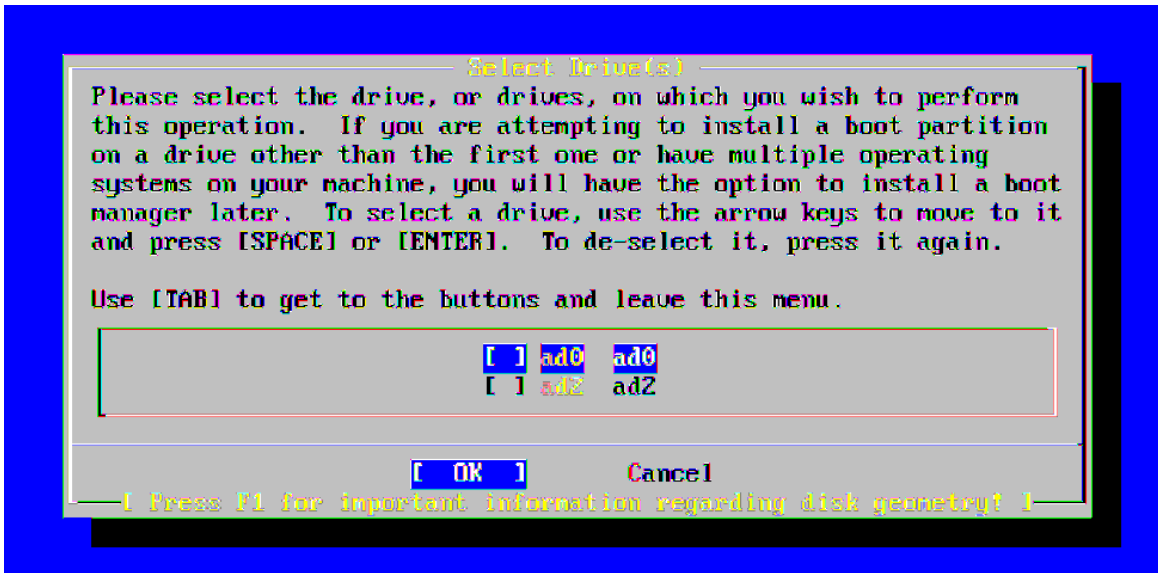 Select Drive(s)
Please select the drive, or drives, on which you wish to perform
this operation.  If you are attempting to install a boot partition
on a drive other than the first one or have multiple operating
systems on your machine, you will have the option to install a boot
manager later.  To select a drive, use the arrow keys to move to it
and press [SPACE] or [ENTER].  To de-select it, press it again.
Use [TAB] to get to the buttons and leave this menu.
[ ] ad0  ad0
[ ] ad2  ad2
[  OK  ]  Cancel
[ Press F1 for important information regarding disk geometry! ]